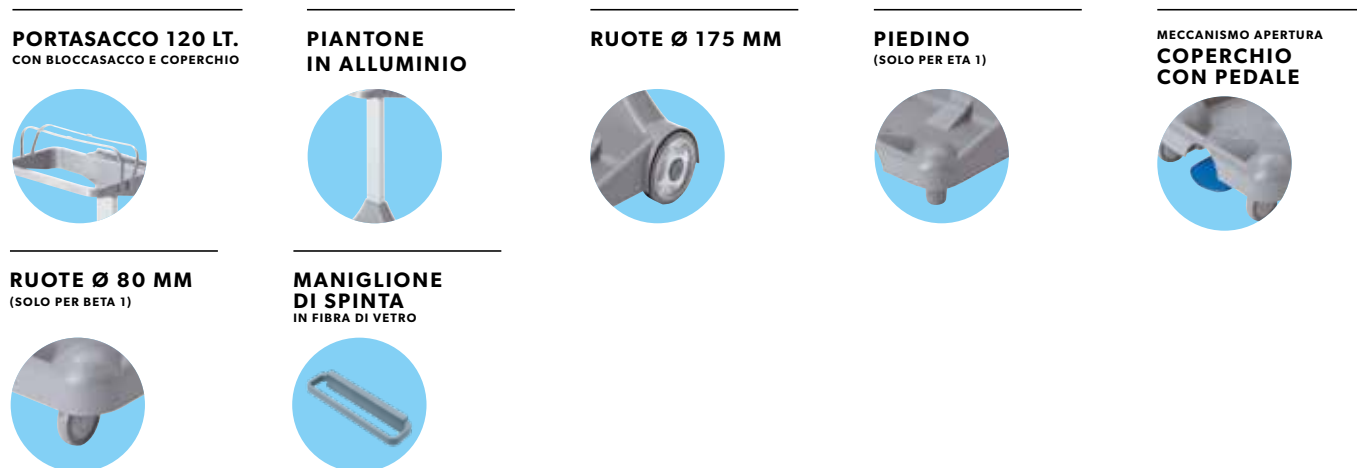 PORTASACCO 120 LT.
CON BLOCCASACCO E COPERCHIO
PIANTONE
IN ALLUMINIO
RUOTE Ø 175 MM
PIEDINO
(SOLO PER ETA 1)
MECCANISMO APERTURA
COPERCHIO
CON PEDALE
RUOTE Ø 80 MM
(SOLO PER BETA 1)
MANIGLIONE
DI SPINTA
IN FIBRA DI VETRO